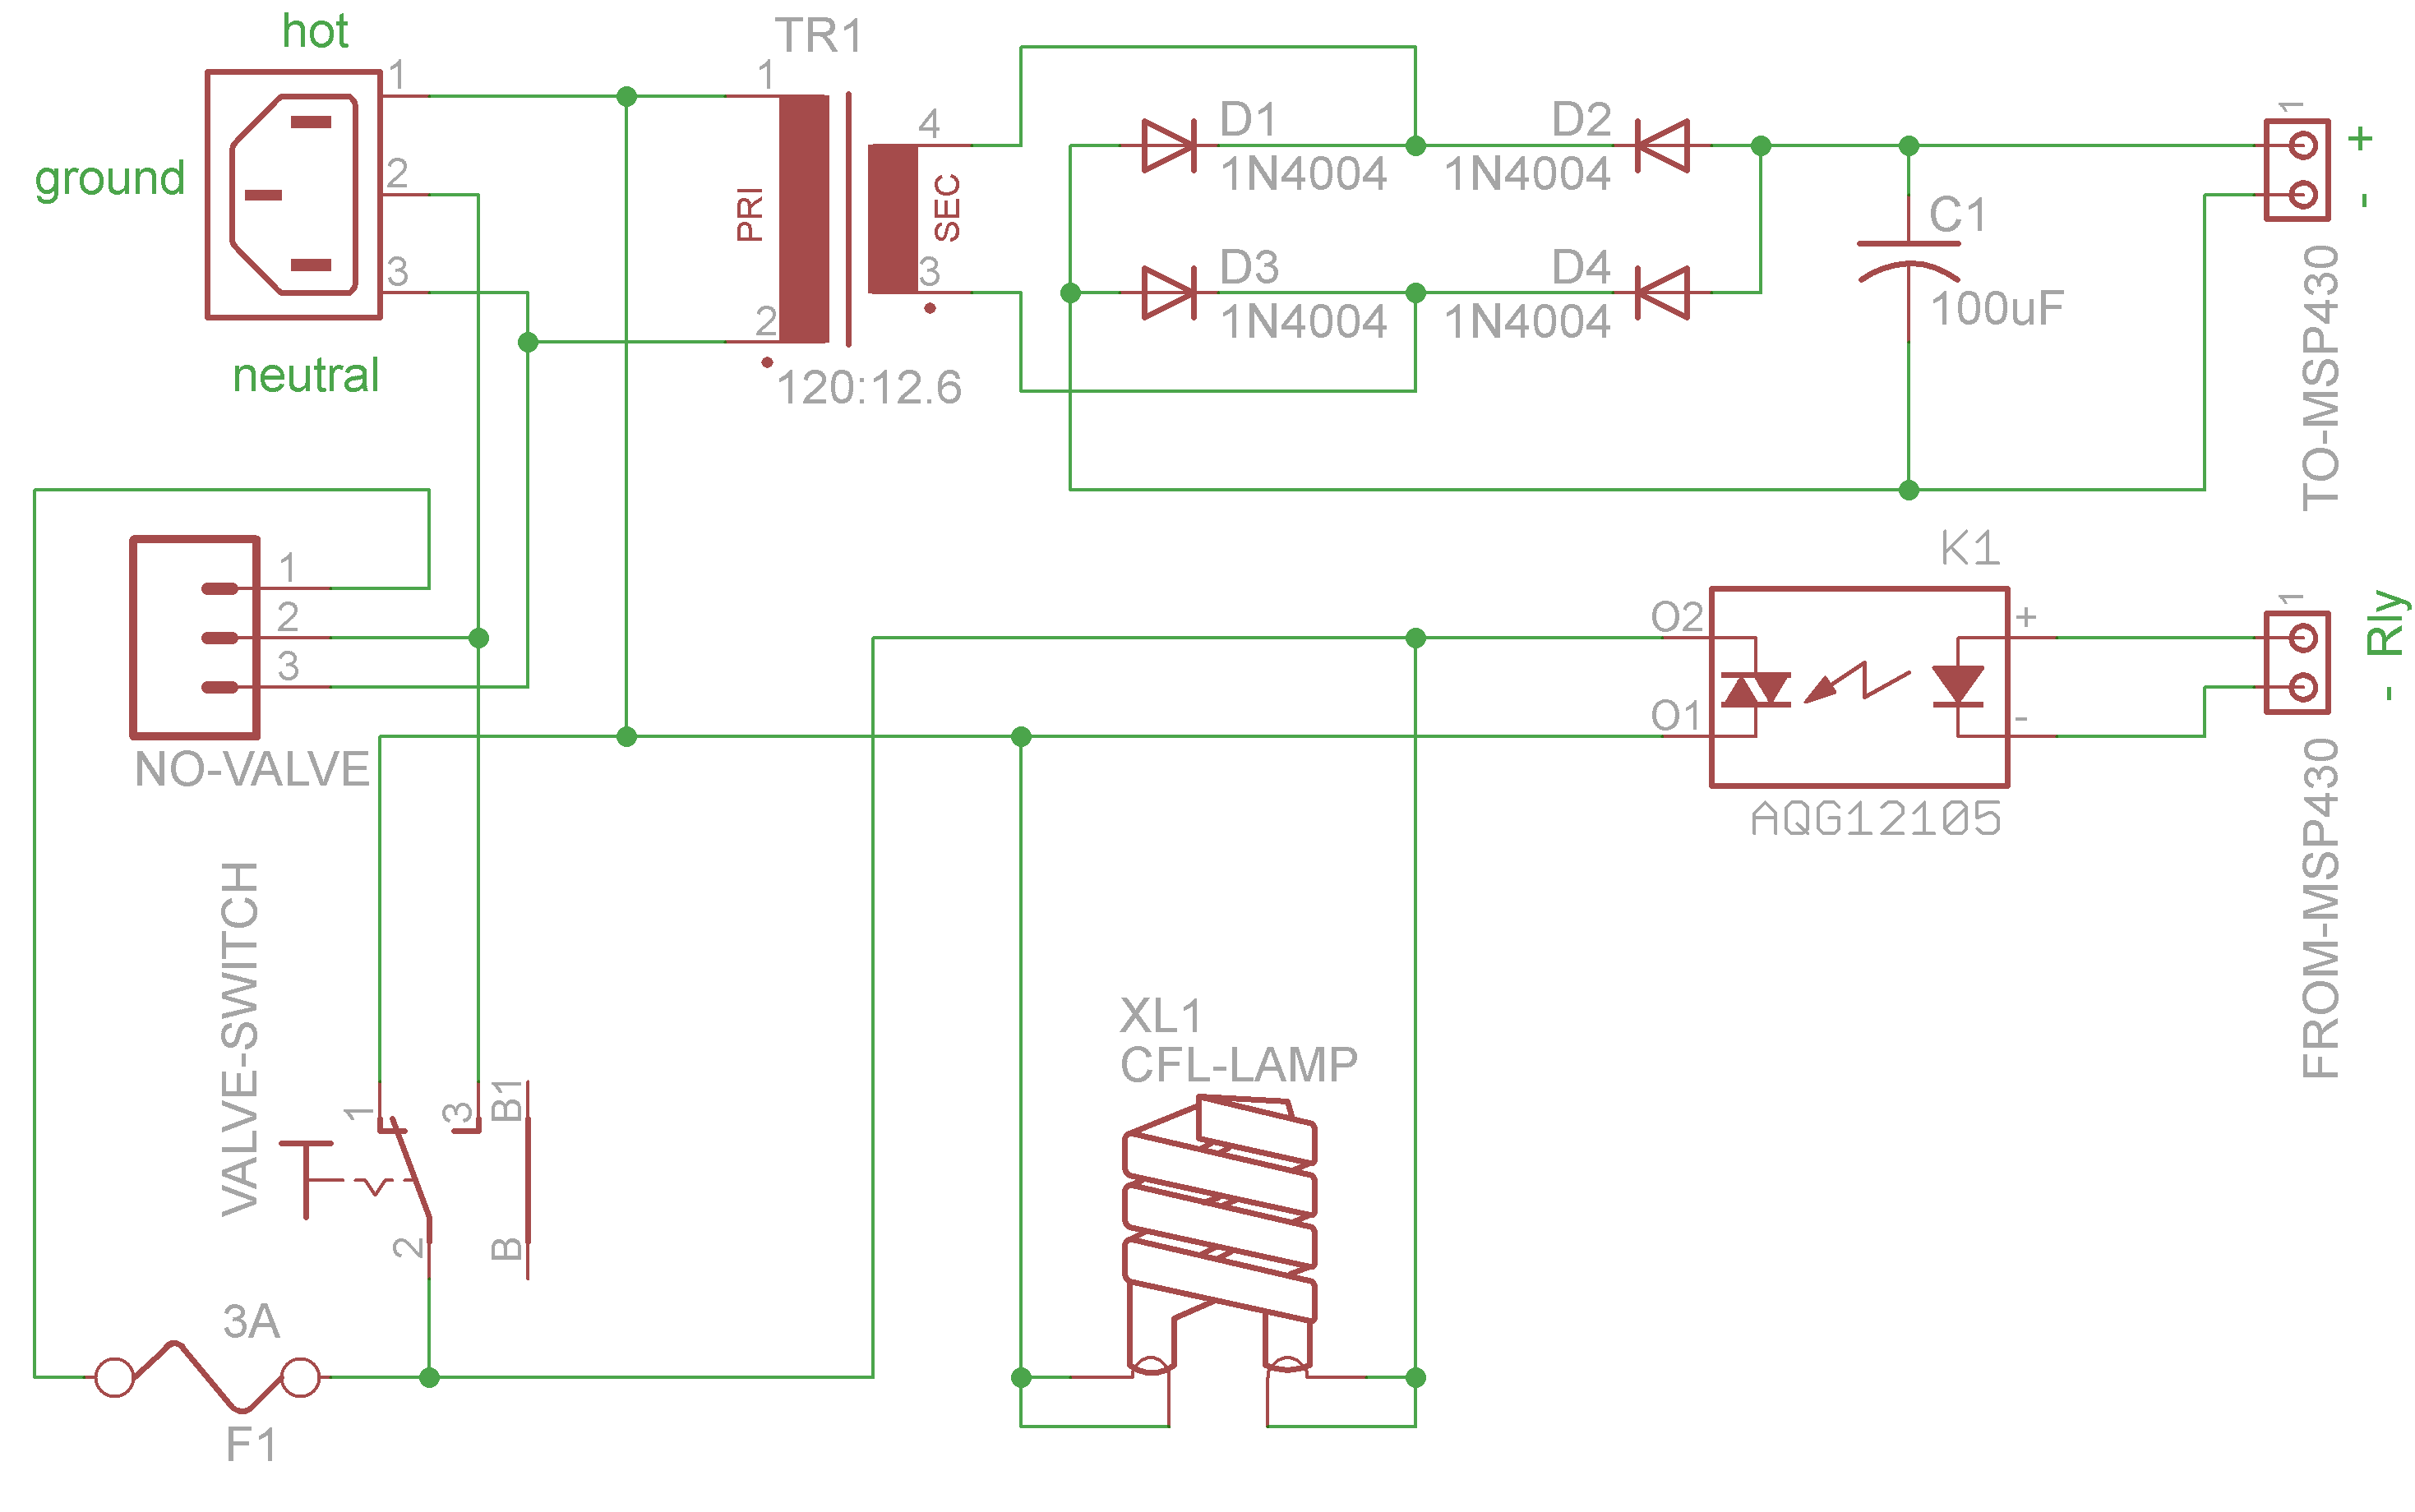 hot
1
ground
2
3
neutral
TR1
1
4
PRI
SEC
2
3
120:12.6
D1
1N4004
D2
1N4004
D3
1N4004
D4
1N4004
C1
100uF
1
+
-
TO-MSP430
1
2
3
NO-VALVE
K1
O2
O1
+
-
AQG12105
1
Rly
-
FROM-MSP430
VALVE-SWITCH
1
3
B1
2
B
XL1
CFL-LAMP
3A
F1